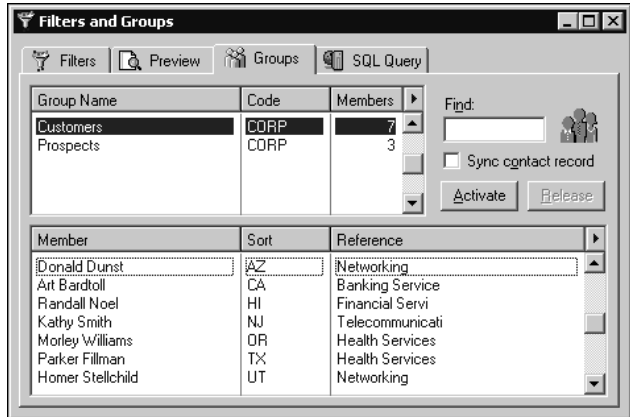 Filters and Groups
Filters Preview Groups SQL Query
Group Name Code Members
Customers CORP 7
Prospects CORP 3
Find:
Sync contact record
Activate Release
Member Sort Reference
Donald Dunst AZ Networking
Art Bardtoll CA Banking Service
Randall Noel HI Financial Servi
Kathy Smith NJ Telecommunicati
Morley Williams OR Health Services
Parker Fillman TX Health Services
Homer Stellchild UT Networking